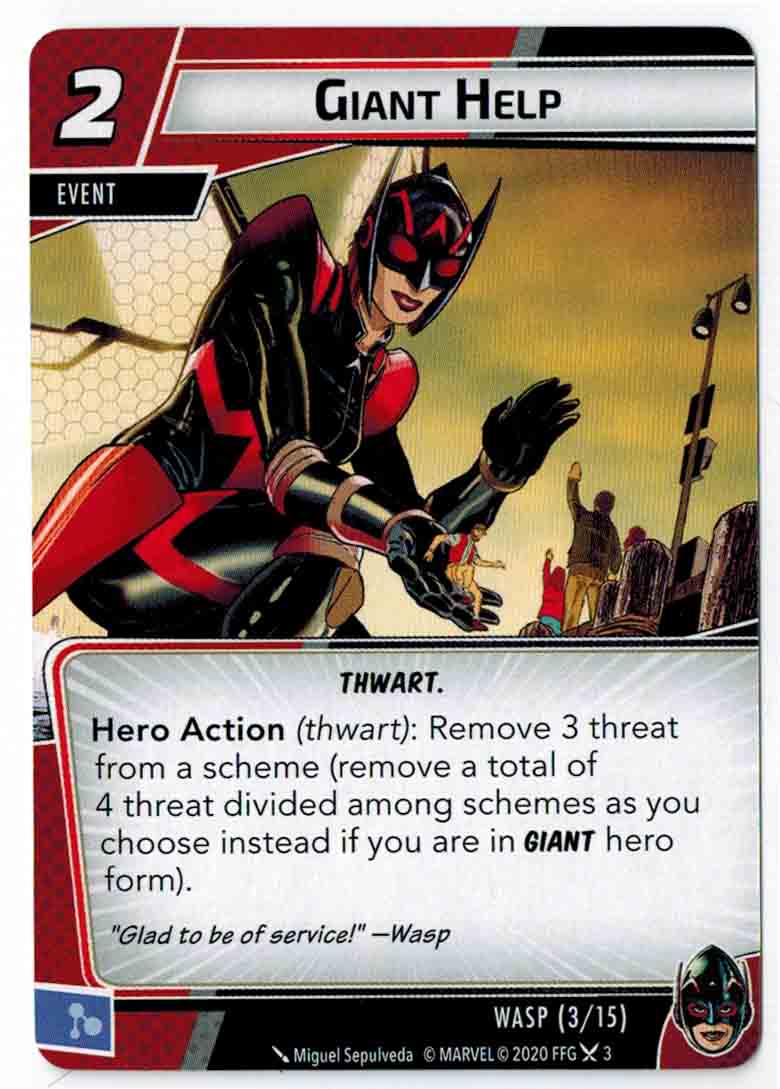 2
GIANT HELP
EVENT
THWART.
Hero Action (thwart): Remove 3 threat
from a scheme (remove a total of
4 threat divided among schemes as you
choose instead if you are in GIANT hero
form).
"Glad to be of service!" —Wasp
WASP (3/15)
Miguel Sepulveda © MARVEL © 2020 FFG 3